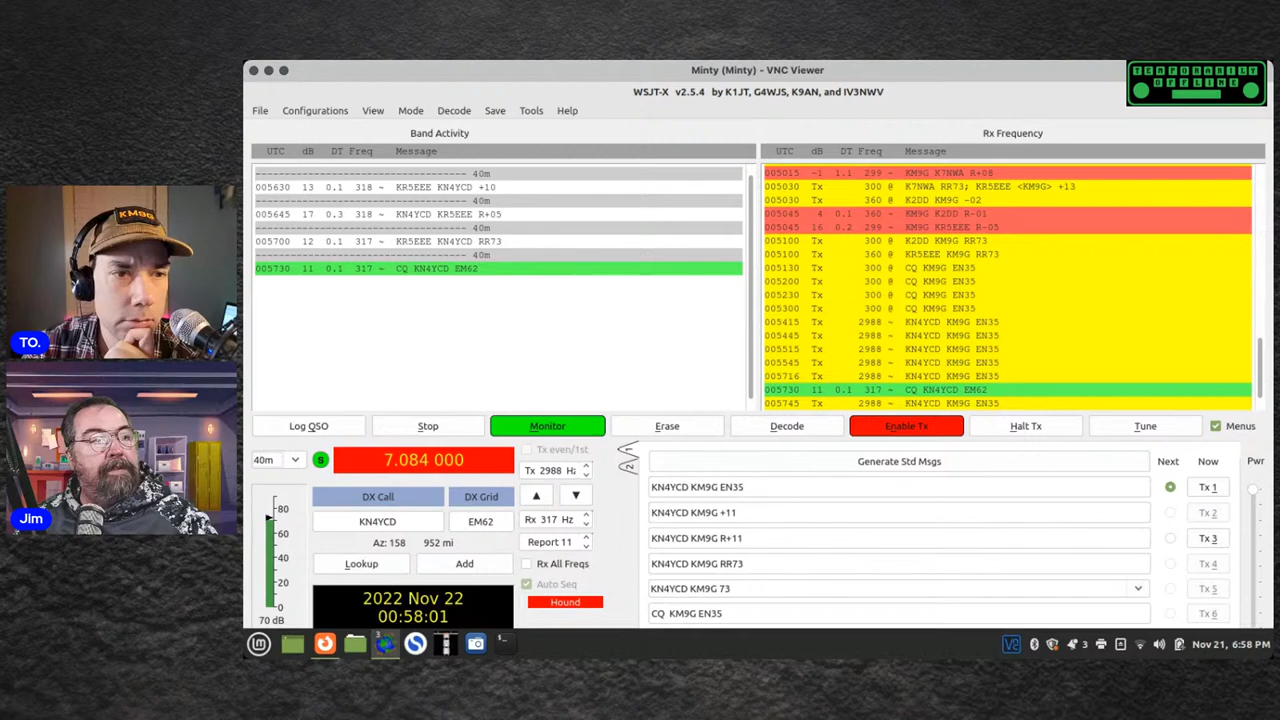 Minty (Minty) - VNC Viewer
TEMPORARILY
OFFLINE
WSJT-X v2.5.4 by K1JT, G4WJS, K9AN, and IV3NWV
File Configurations View Mode Decode Save Tools Help
Band Activity
UTC dB DT Freq Message
------------------------------- 40m
005630 13 0.1 318 ~ KR5EEE KN4YCD +10
------------------------------- 40m
005645 17 0.3 318 ~ KN4YCD KR5EEE R+05
------------------------------- 40m
005700 12 0.1 317 ~ KR5EEE KN4YCD RR73
------------------------------- 40m
005730 11 0.1 317 ~ CQ KN4YCD EM62
Rx Frequency
UTC dB DT Freq Message
005015 -1 1.1 299 ~ KM9G K7NWA R+08
005030 Tx 300 @ K7NWA RR73; KR5EEE <KM9G> +13
005030 Tx 360 @ K2DD KM9G -02
005045 4 0.1 360 ~ KM9G K2DD R-01
005045 16 0.2 299 ~ KM9G KR5EEE R-05
005100 Tx 300 @ K2DD KM9G RR73
005100 Tx 360 @ KR5EEE KM9G RR73
005130 Tx 300 @ CQ KM9G EN35
005200 Tx 300 @ CQ KM9G EN35
005230 Tx 300 @ CQ KM9G EN35
005300 Tx 300 @ CQ KM9G EN35
005415 Tx 2988 ~ KN4YCD KM9G EN35
005445 Tx 2988 ~ KN4YCD KM9G EN35
005515 Tx 2988 ~ KN4YCD KM9G EN35
005545 Tx 2988 ~ KN4YCD KM9G EN35
005716 Tx 2988 ~ KN4YCD KM9G EN35
005730 11 0.1 317 ~ CQ KN4YCD EM62
005745 Tx 2988 ~ KN4YCD KM9G EN35
KM9G
TO.
Jim
Log QSO Stop Monitor Erase Decode Enable Tx Halt Tx Tune Menus
40m S 7.084 000
Tx even/1st
Tx 2988 Hz
DX Call DX Grid
KN4YCD EM62
Rx 317 Hz
Az: 158 952 mi
Report 11
Lookup Add
Rx All Freqs
Auto Seq
Hound
2022 Nov 22
00:58:01
80
60
40
20
0
70 dB
1
2
Generate Std Msgs Next Now Pwr
KN4YCD KM9G EN35 Tx 1
KN4YCD KM9G +11 Tx 2
KN4YCD KM9G R+11 Tx 3
KN4YCD KM9G RR73 Tx 4
KN4YCD KM9G 73 Tx 5
CQ KM9G EN35 Tx 6
3
3
Nov 21, 6:58 PM